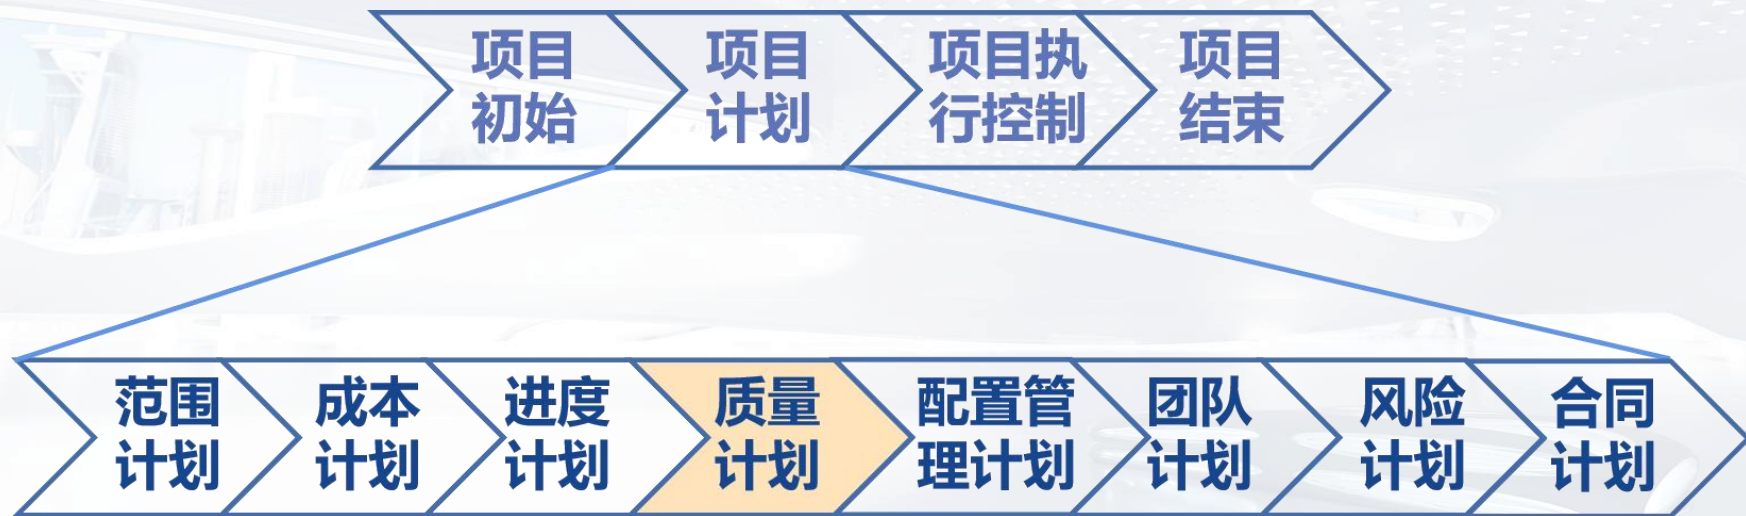 项目
初始
项目
计划
项目执
行控制
项目
结束
范围
计划
成本
计划
进度
计划
质量
计划
配置管
理计划
团队
计划
风险
计划
合同
计划